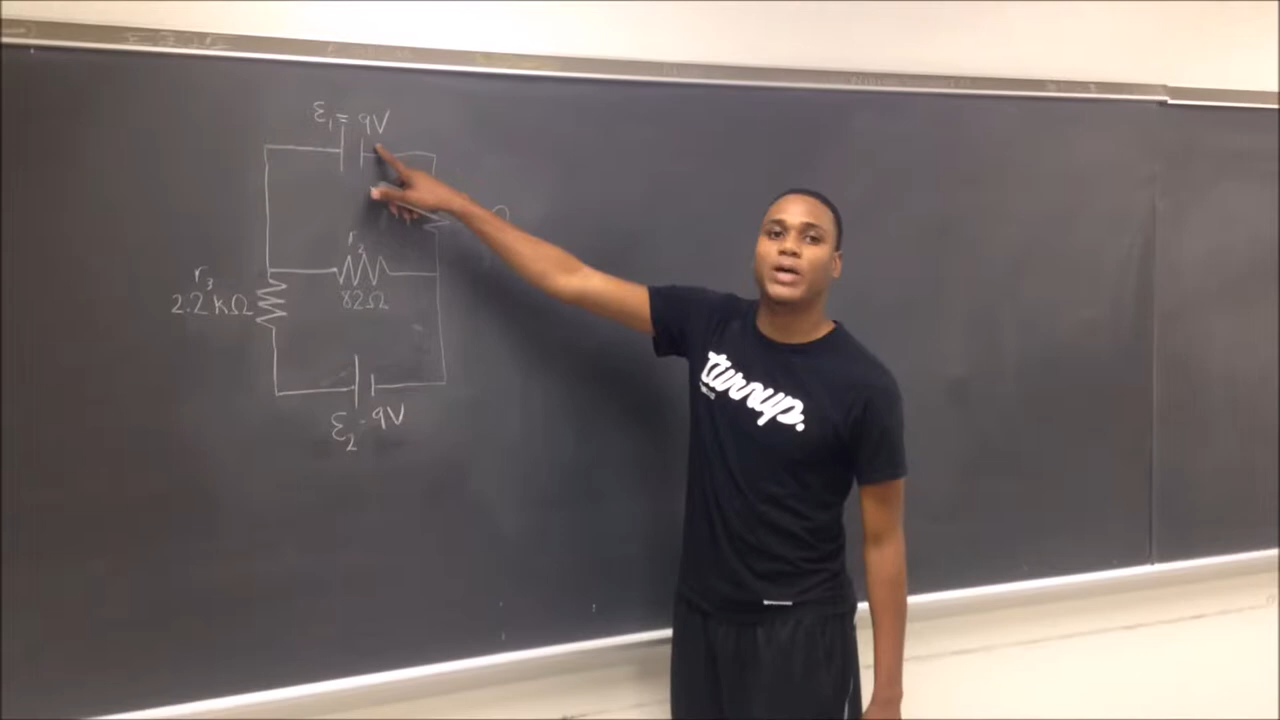 ε₁ = 9V
r₂
82Ω
r₃
2.2 kΩ
Ω
ε₂ - 9V
turnup.